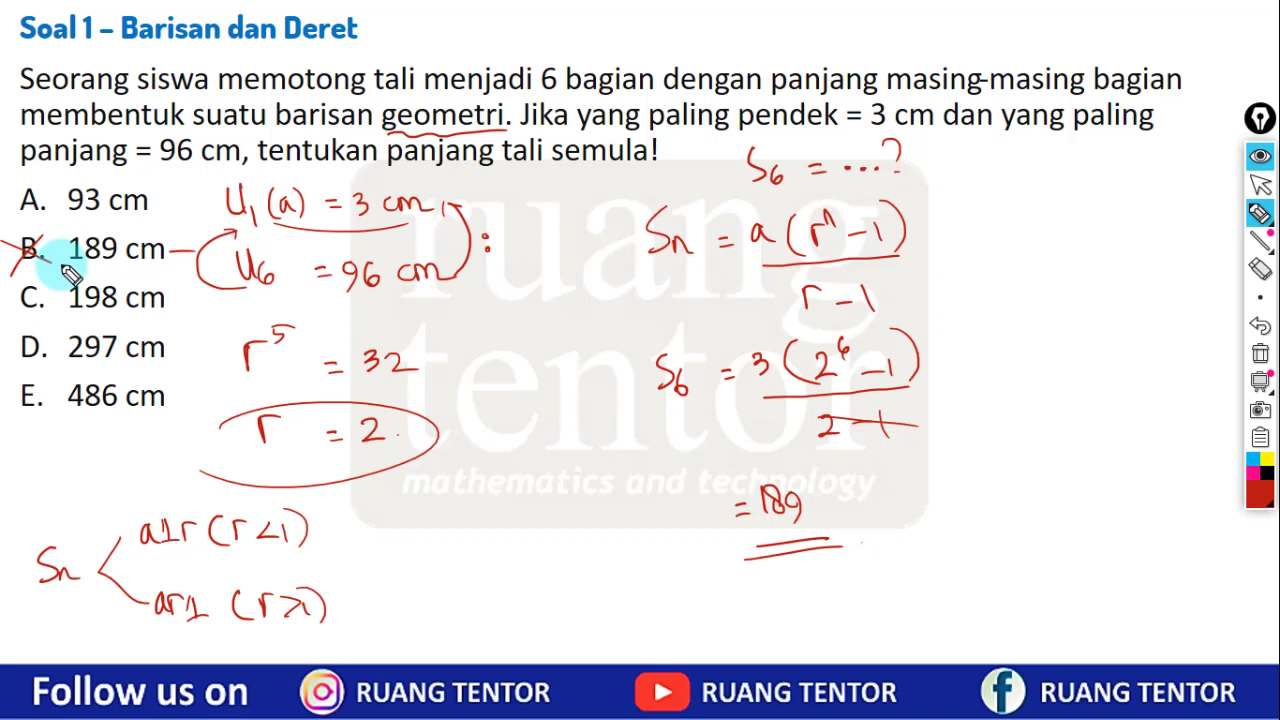 Soal 1 – Barisan dan Deret
Seorang siswa memotong tali menjadi 6 bagian dengan panjang masing-masing bagian
membentuk suatu barisan geometri. Jika yang paling pendek = 3 cm dan yang paling
panjang = 96 cm, tentukan panjang tali semula!
A. 93 cm
B. 189 cm
C. 198 cm
D. 297 cm
E. 486 cm
U₁ (a) = 3 cm
U₆ = 96 cm
:
r⁵ = 32
r = 2
Sn
a1r (r<1)
ar1 (r>1)
S₆ = ...?
Sn = a (rⁿ - 1)
r - 1
S₆ = 3 (2⁶ - 1)
2 - 1
= 189
ruang
tentor
mathematics and technology
Follow us on RUANG TENTOR RUANG TENTOR RUANG TENTOR